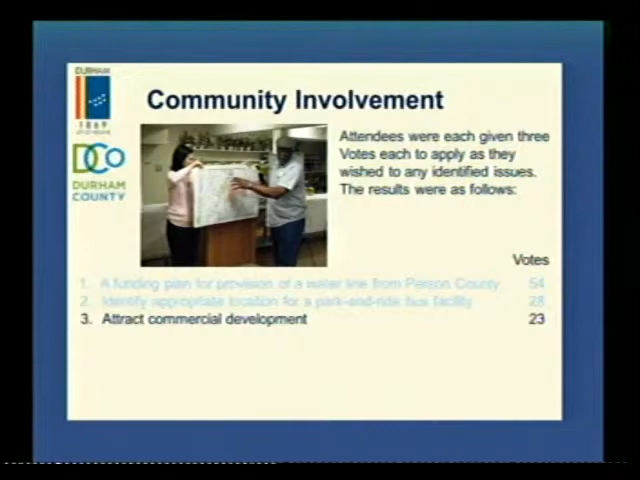 DURHAM
1869
Community Involvement
DCo
DURHAM
COUNTY
Attendees were each given three
Votes each to apply as they
wished to any identified issues.
The results were as follows:
Votes
1. A funding plan for provision of a water line from Person County 54
2. Identify appropriate location for a park-and-ride bus facility 28
3. Attract commercial development 23